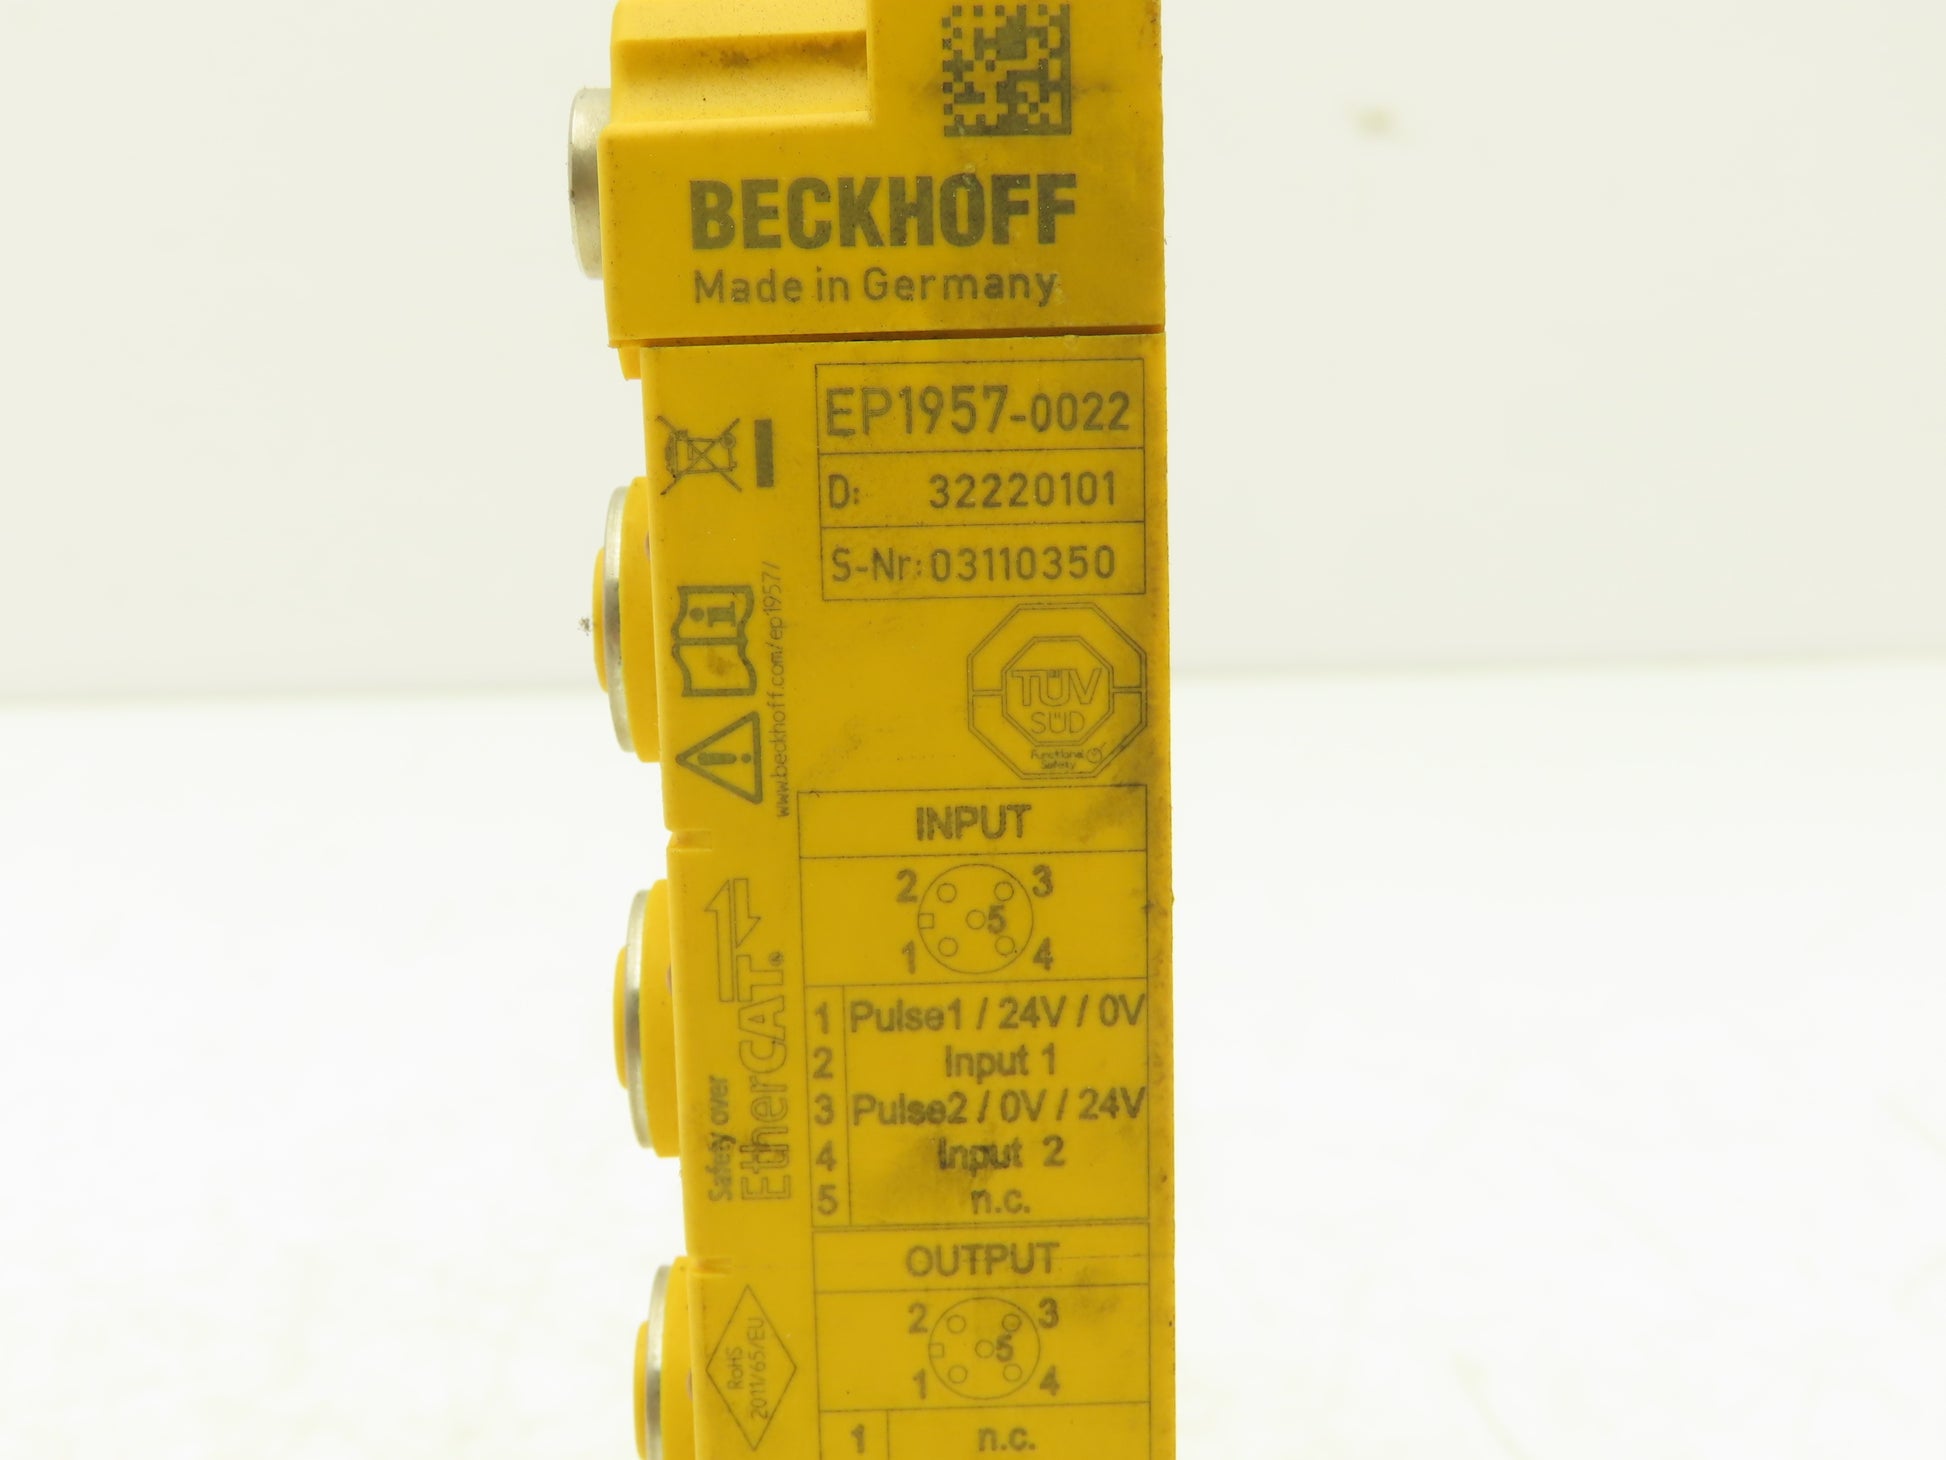 BECKHOFF
Made in Germany
EP1957-0022
D: 32220101
S-Nr: 03110350
www.beckhoff.com/ep1957/
TÜV
SÜD
Functional
Safety
INPUT
2 3
5
1 4
1 Pulse1 / 24V / 0V
2 Input 1
3 Pulse2 / 0V / 24V
4 Input 2
5 n.c.
Safety over
EtherCAT®
OUTPUT
2 3
5
1 4
1 n.c.
RoHS
2011/65/EU